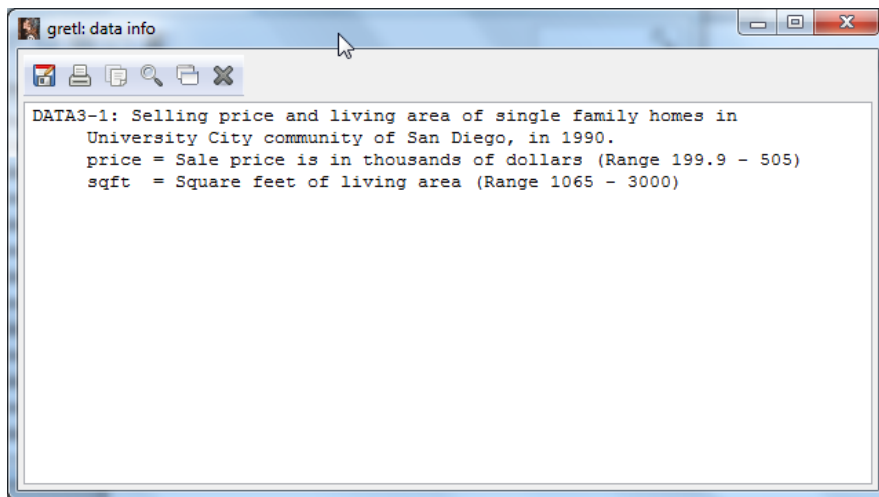 gretl: data info
DATA3-1: Selling price and living area of single family homes in
University City community of San Diego, in 1990.
price = Sale price is in thousands of dollars (Range 199.9 - 505)
sqft  = Square feet of living area (Range 1065 - 3000)